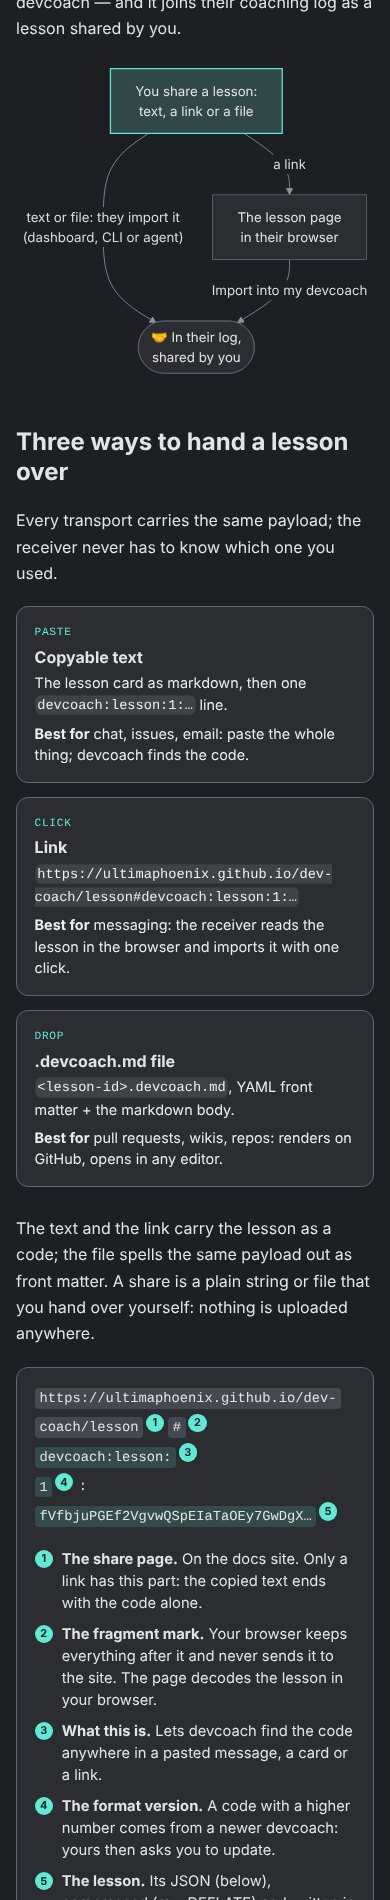 devcoach — and it joins their coaching log as a
lesson shared by you.
You share a lesson:
text, a link or a file
a link
text or file: they import it
(dashboard, CLI or agent)
The lesson page
in their browser
Import into my devcoach
🤝 In their log,
shared by you
Three ways to hand a lesson
over
Every transport carries the same payload; the
receiver never has to know which one you
used.
PASTE
Copyable text
The lesson card as markdown, then one
devcoach:lesson:1:… line.
Best for chat, issues, email: paste the whole
thing; devcoach finds the code.
CLICK
Link
https://ultimaphoenix.github.io/dev-
coach/lesson#devcoach:lesson:1:…
Best for messaging: the receiver reads the
lesson in the browser and imports it with one
click.
DROP
.devcoach.md file
<lesson-id>.devcoach.md, YAML front
matter + the markdown body.
Best for pull requests, wikis, repos: renders on
GitHub, opens in any editor.
The text and the link carry the lesson as a
code; the file spells the same payload out as
front matter. A share is a plain string or file that
you hand over yourself: nothing is uploaded
anywhere.
https://ultimaphoenix.github.io/dev-
coach/lesson 1 # 2
devcoach:lesson: 3
1 4 :
fVfbjuPGEf2VgvwQSpEIaTaOEy7GwDgX… 5
1 The share page. On the docs site. Only a
link has this part: the copied text ends
with the code alone.
2 The fragment mark. Your browser keeps
everything after it and never sends it to
the site. The page decodes the lesson in
your browser.
3 What this is. Lets devcoach find the code
anywhere in a pasted message, a card or
a link.
4 The format version. A code with a higher
number comes from a newer devcoach:
yours then asks you to update.
5 The lesson. Its JSON (below),